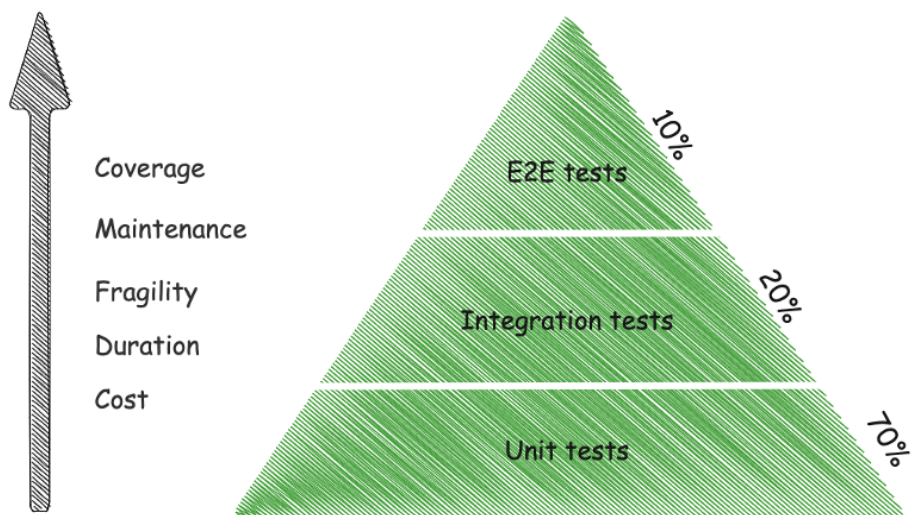 Coverage
Maintenance
Fragility
Duration
Cost
E2E tests
10%
Integration tests
20%
Unit tests
70%